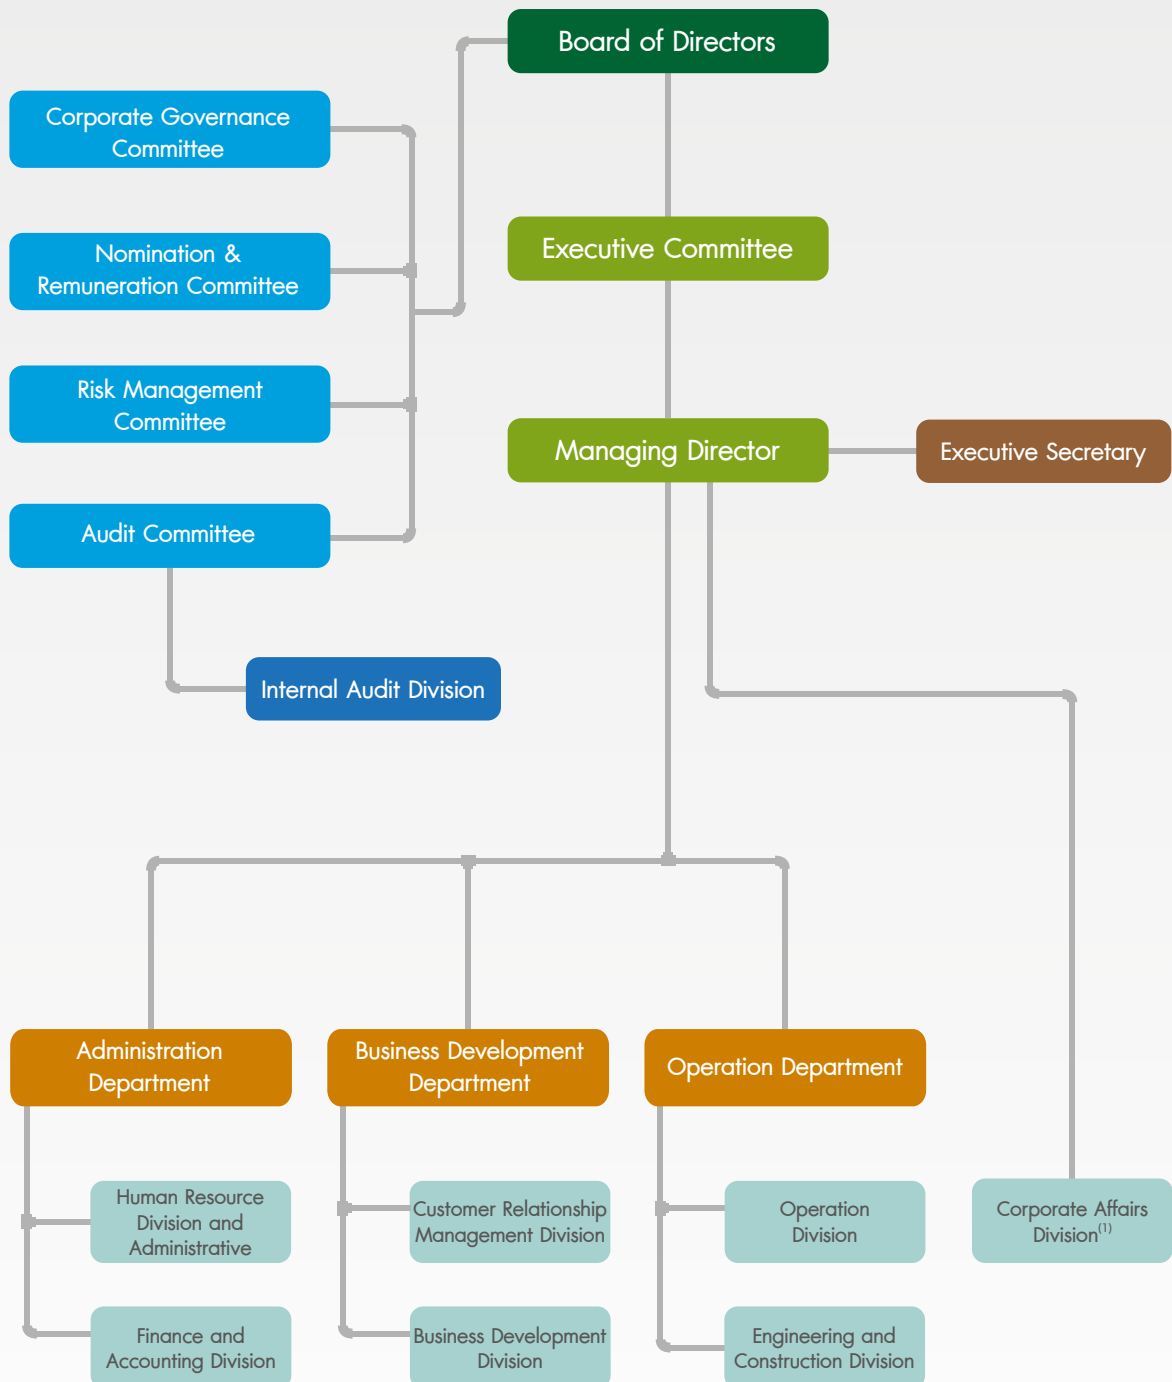 Board of Directors
Corporate Governance
Committee
Nomination &
Remuneration Committee
Executive Committee
Risk Management
Committee
Managing Director
Executive Secretary
Audit Committee
Internal Audit Division
Administration
Department
Business Development
Department
Operation Department
Human Resource
Division and
Administrative
Customer Relationship
Management Division
Operation
Division
Corporate Affairs
Division(1)
Finance and
Accounting Division
Business Development
Division
Engineering and
Construction Division